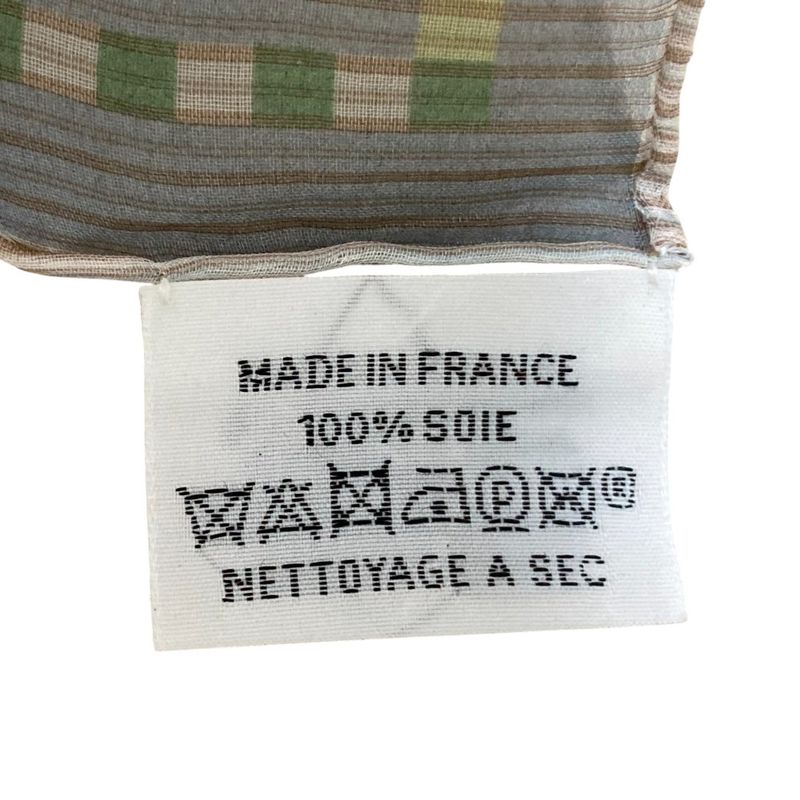 MADE IN FRANCE
100% SOIE
P ®
NETTOYAGE A SEC